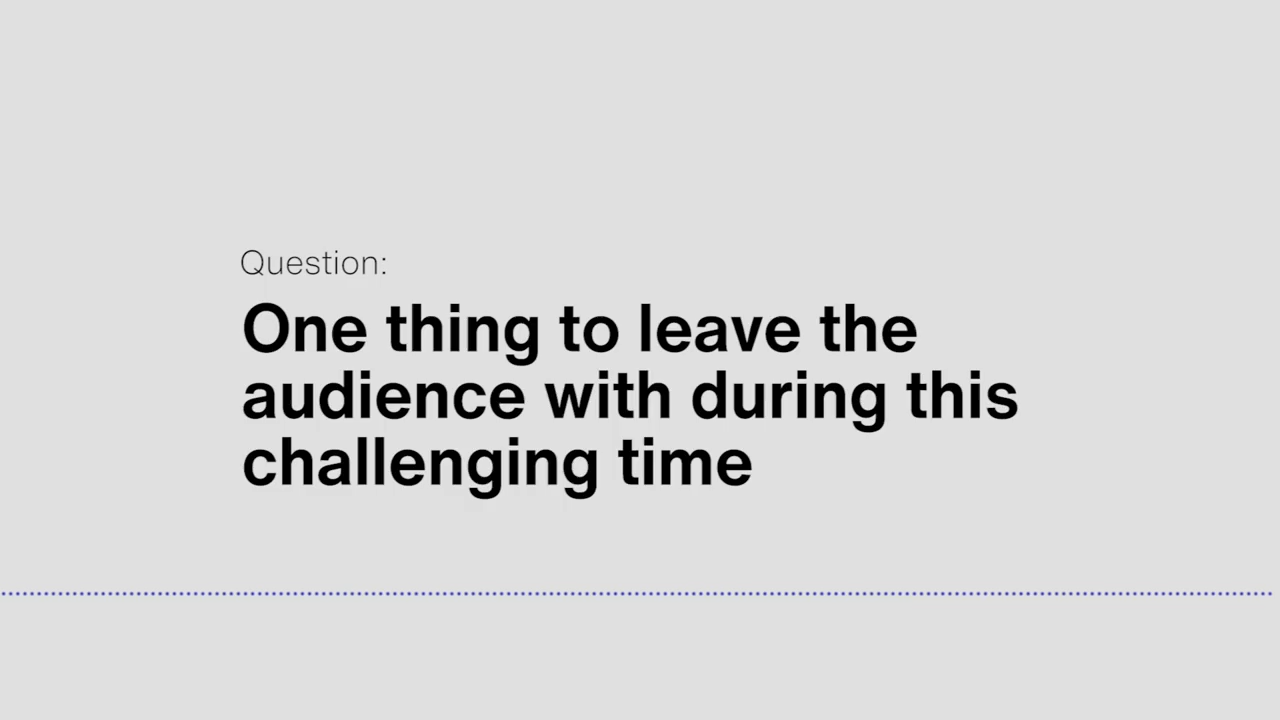 Question:
One thing to leave the
audience with during this
challenging time